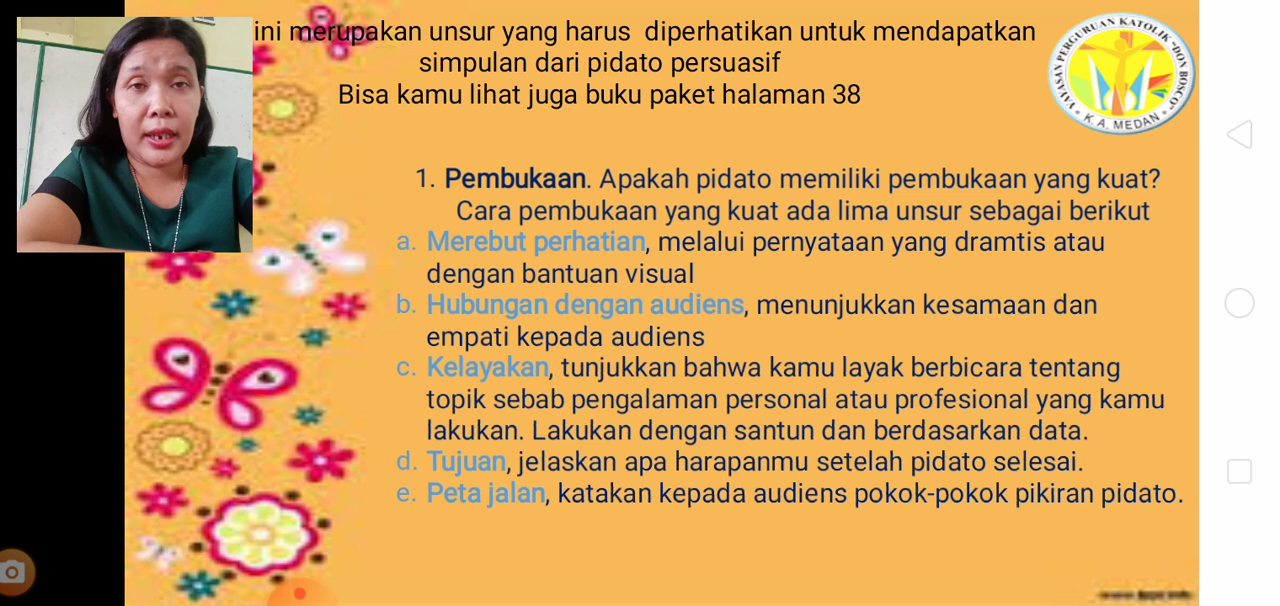 ini merupakan unsur yang harus diperhatikan untuk mendapatkan
simpulan dari pidato persuasif
Bisa kamu lihat juga buku paket halaman 38
YAYASAN PERGURUAN KATOLIK "DON BOSCO"
K. A. MEDAN
1. Pembukaan. Apakah pidato memiliki pembukaan yang kuat?
Cara pembukaan yang kuat ada lima unsur sebagai berikut
a. Merebut perhatian, melalui pernyataan yang dramtis atau
dengan bantuan visual
b. Hubungan dengan audiens, menunjukkan kesamaan dan
empati kepada audiens
c. Kelayakan, tunjukkan bahwa kamu layak berbicara tentang
topik sebab pengalaman personal atau profesional yang kamu
lakukan. Lakukan dengan santun dan berdasarkan data.
d. Tujuan, jelaskan apa harapanmu setelah pidato selesai.
e. Peta jalan, katakan kepada audiens pokok-pokok pikiran pidato.